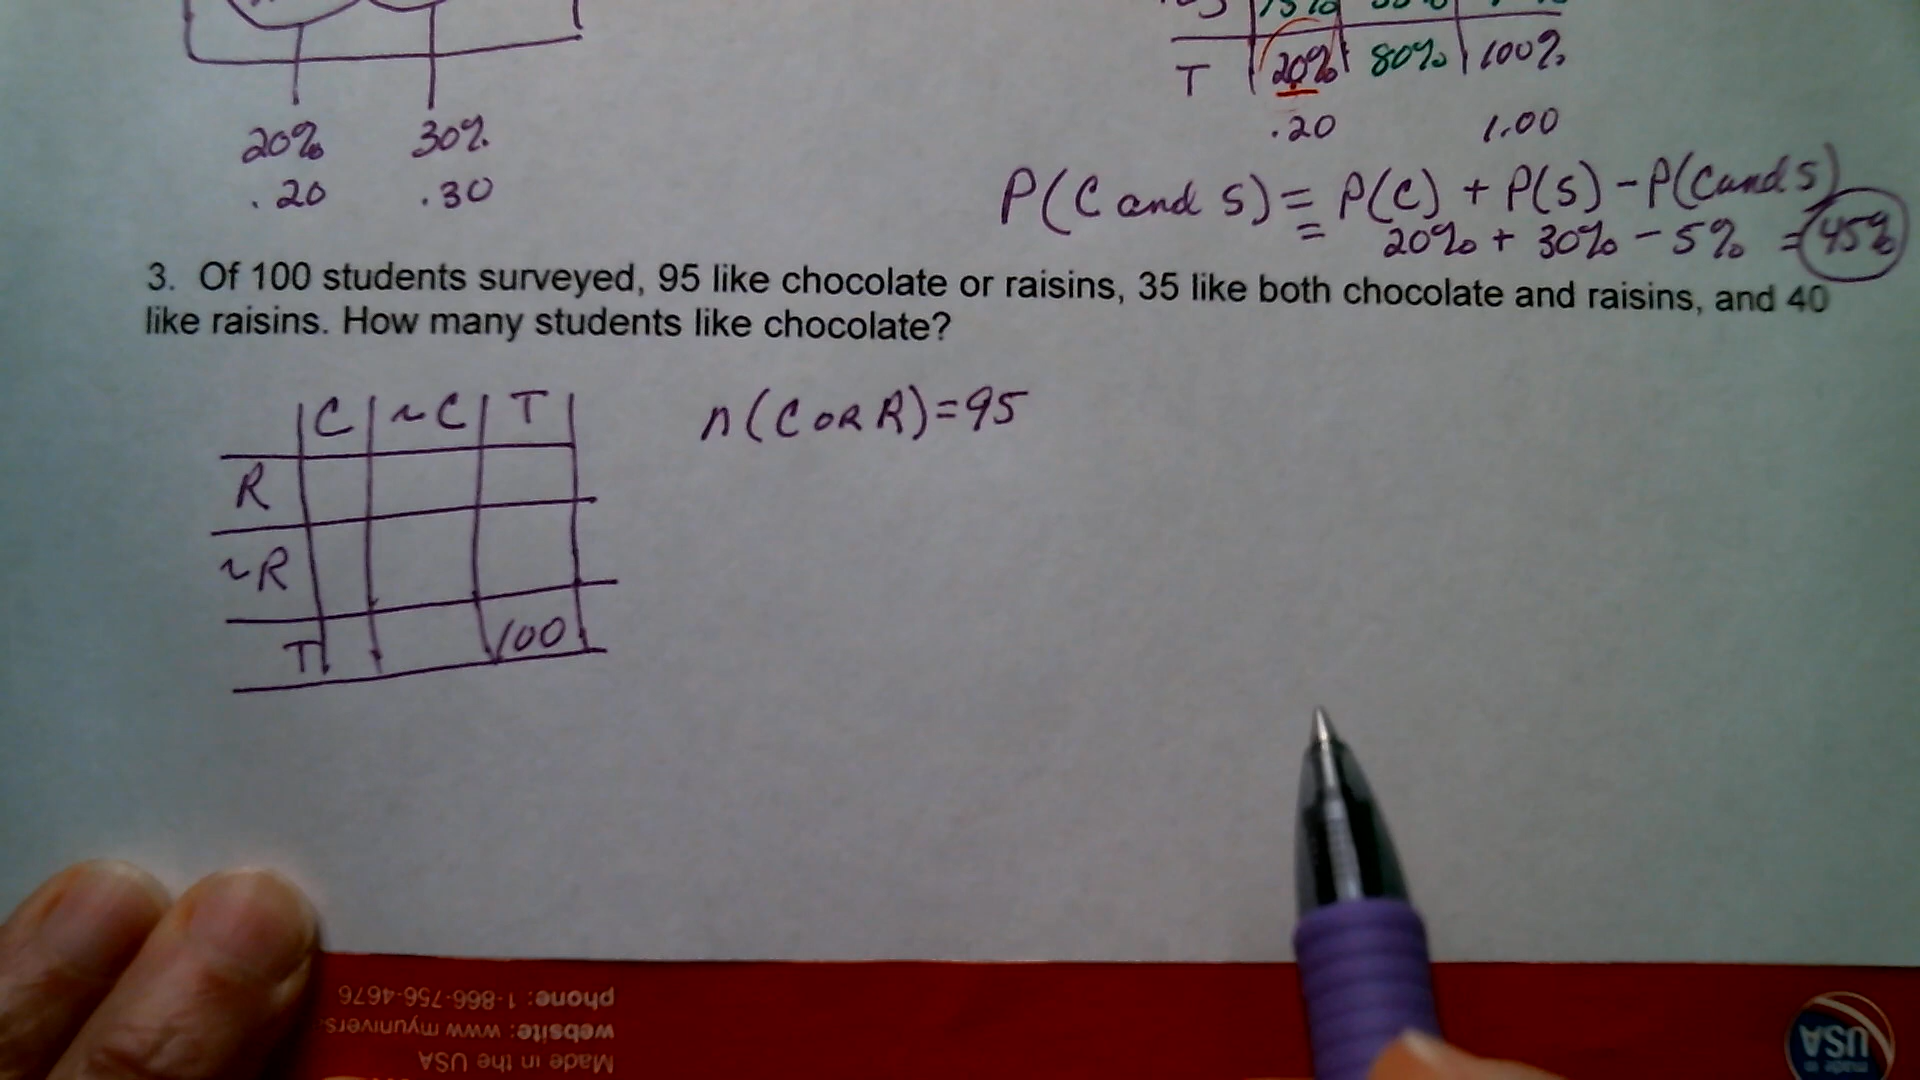 T 20% 80% 100%
.20 1.00
20% 30%
.20 .30
P(C and S) = P(C) + P(S) - P(C and S)
= 20% + 30% - 5% = 45%
3. Of 100 students surveyed, 95 like chocolate or raisins, 35 like both chocolate and raisins, and 40
like raisins. How many students like chocolate?
C ~C T
n(C OR R)=95
R
~R
T 100
phone: 1-866-756-4676
website: www.myunivers
Made in the USA
made in
USA